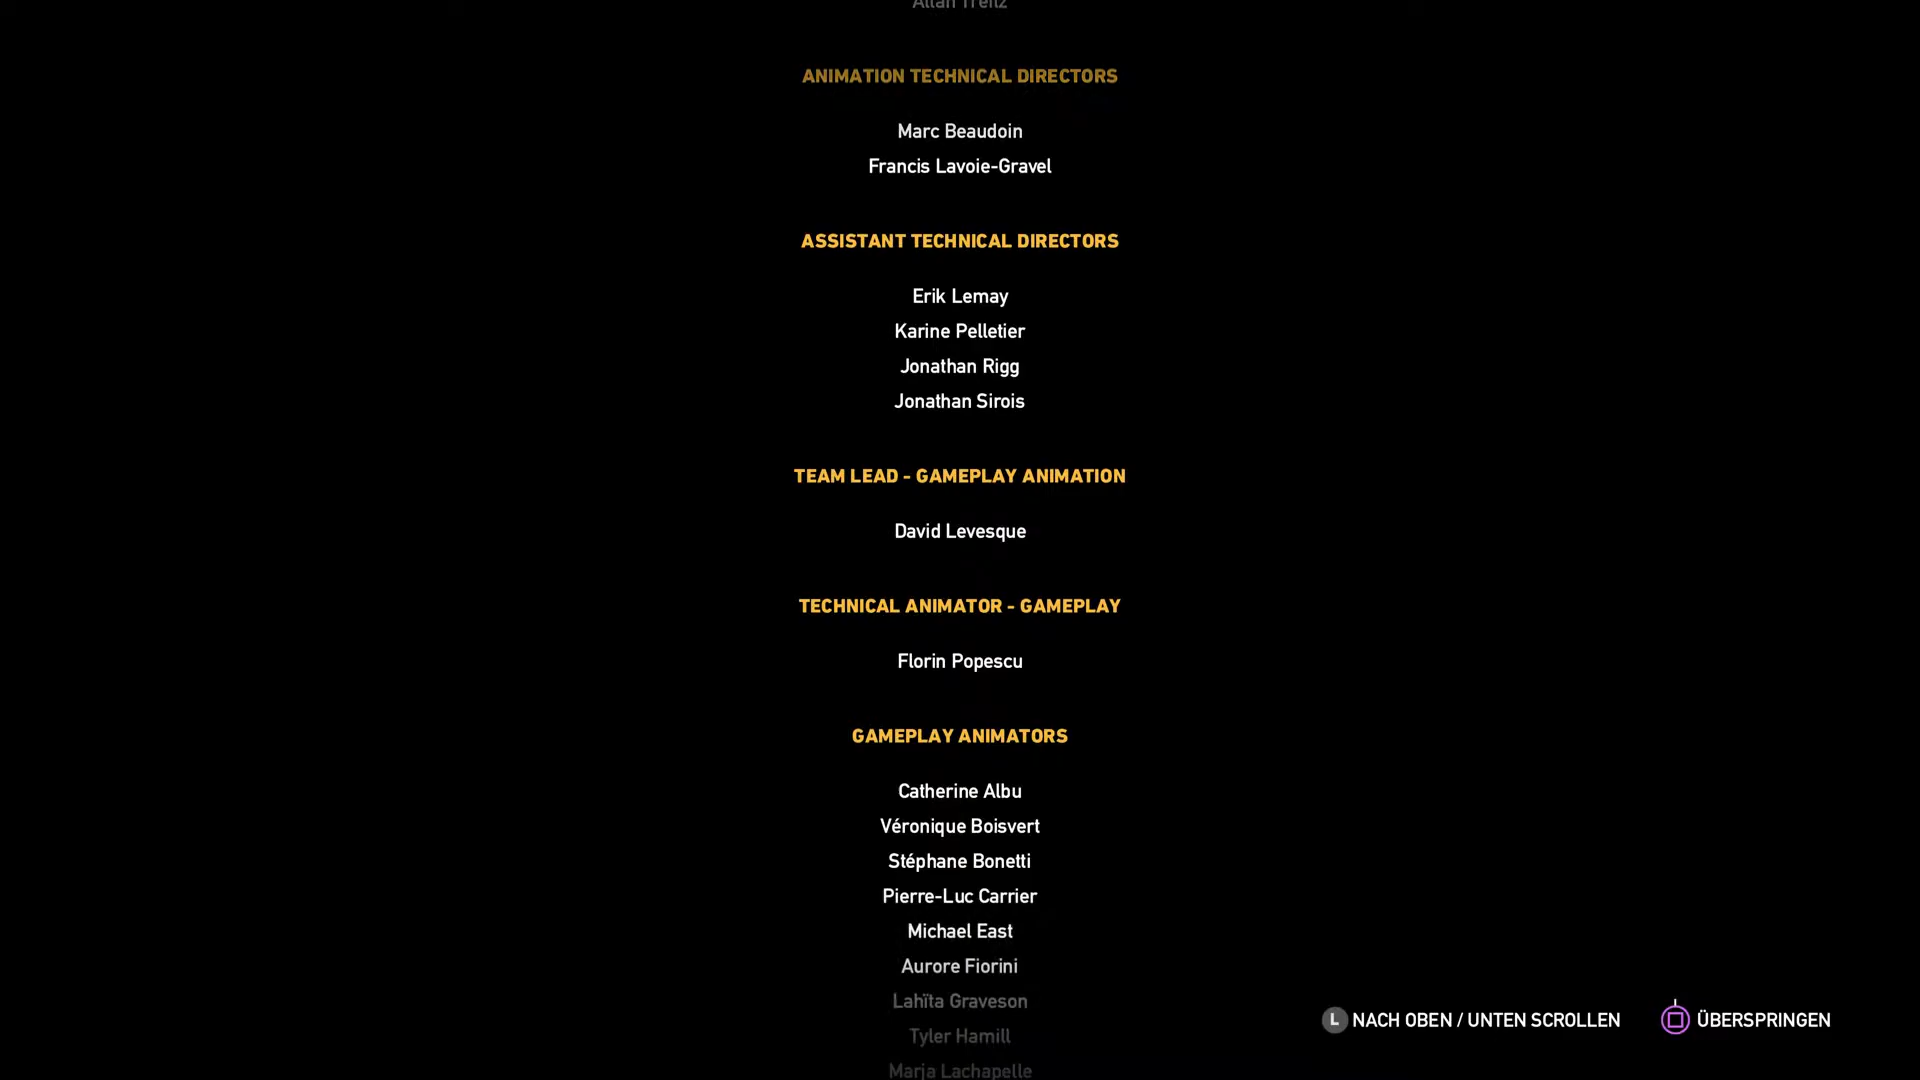 ANIMATION TECHNICAL DIRECTORS
Marc Beaudoin
Francis Lavoie-Gravel
ASSISTANT TECHNICAL DIRECTORS
Erik Lemay
Karine Pelletier
Jonathan Rigg
Jonathan Sirois
TEAM LEAD - GAMEPLAY ANIMATION
David Levesque
TECHNICAL ANIMATOR - GAMEPLAY
Florin Popescu
GAMEPLAY ANIMATORS
Catherine Albu
Véronique Boisvert
Stéphane Bonetti
Pierre-Luc Carrier
Michael East
Aurore Fiorini
Lahïta Graveson
Tyler Hamill
Marja Lachapelle
L NACH OBEN / UNTEN SCROLLEN
ÜBERSPRINGEN